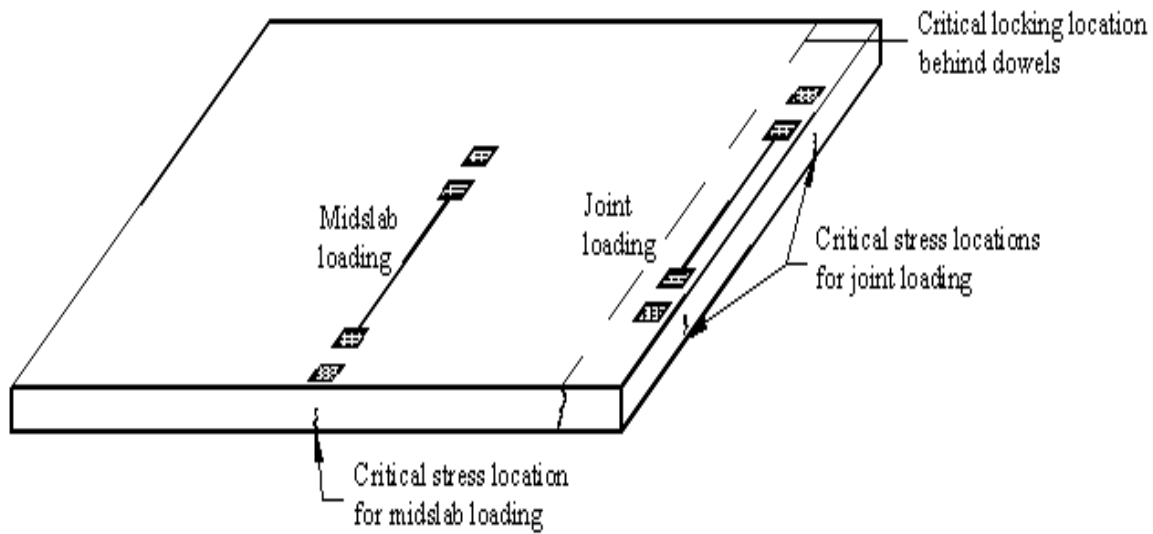 Critical locking location
behind dowels
Midslab
loading
Joint
loading
Critical stress locations
for joint loading
Critical stress location
for midslab loading